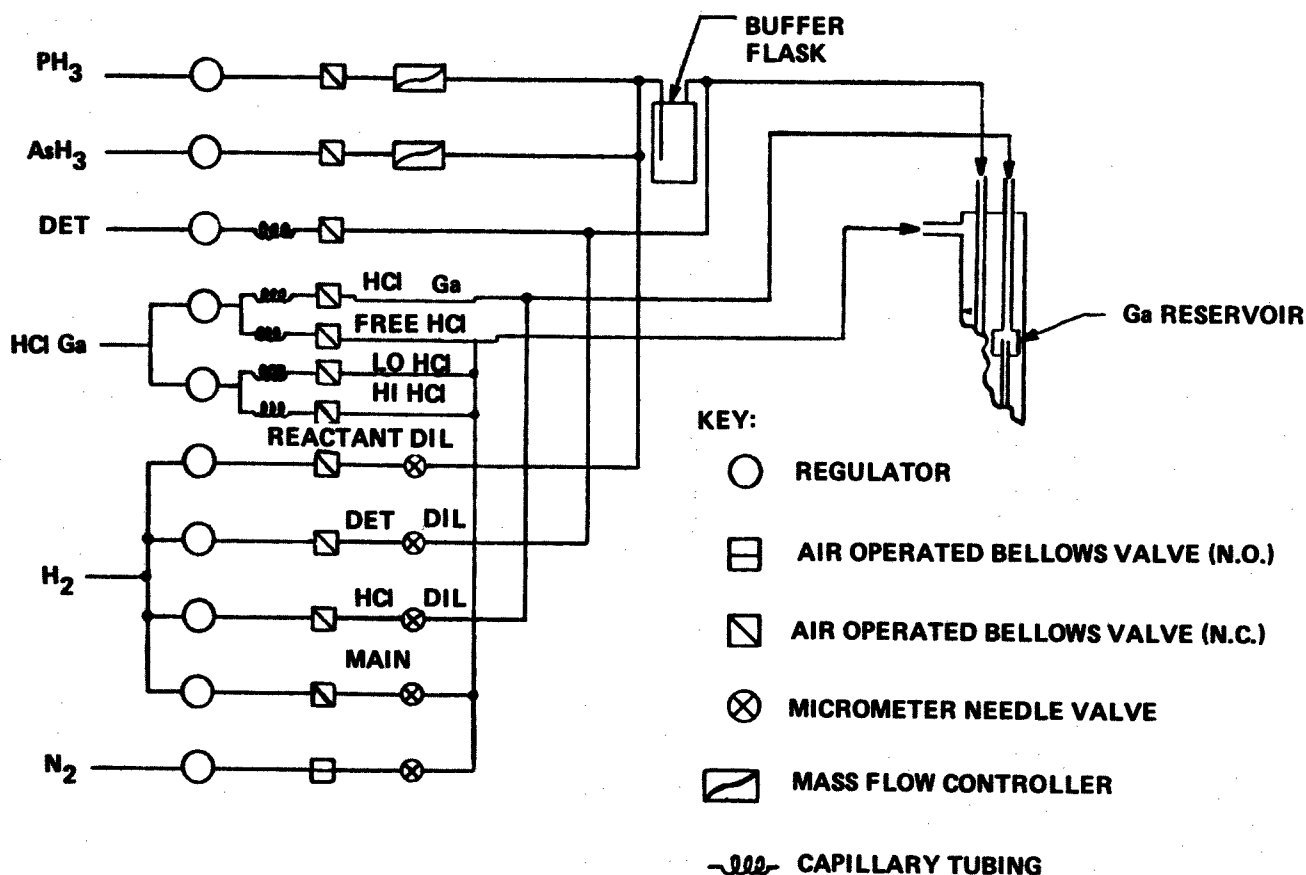 BUFFER
FLASK
PH3
AsH3
DET
HCl Ga
HCl Ga
FREE HCl
LO HCl
HI HCl
REACTANT DIL
DET DIL
H2
HCl DIL
MAIN
N2
Ga RESERVOIR
KEY:
REGULATOR
AIR OPERATED BELLOWS VALVE (N.O.)
AIR OPERATED BELLOWS VALVE (N.C.)
MICROMETER NEEDLE VALVE
MASS FLOW CONTROLLER
CAPILLARY TUBING